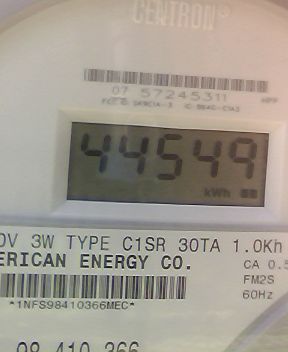 CENTRON®
07 57245311
44549
kWh
0V 3W TYPE C1SR 30TA 1.0Kh
ERICAN ENERGY CO.
CA 0.5
FM2S
60Hz
*1NFS98410366MEC*
98 410 366